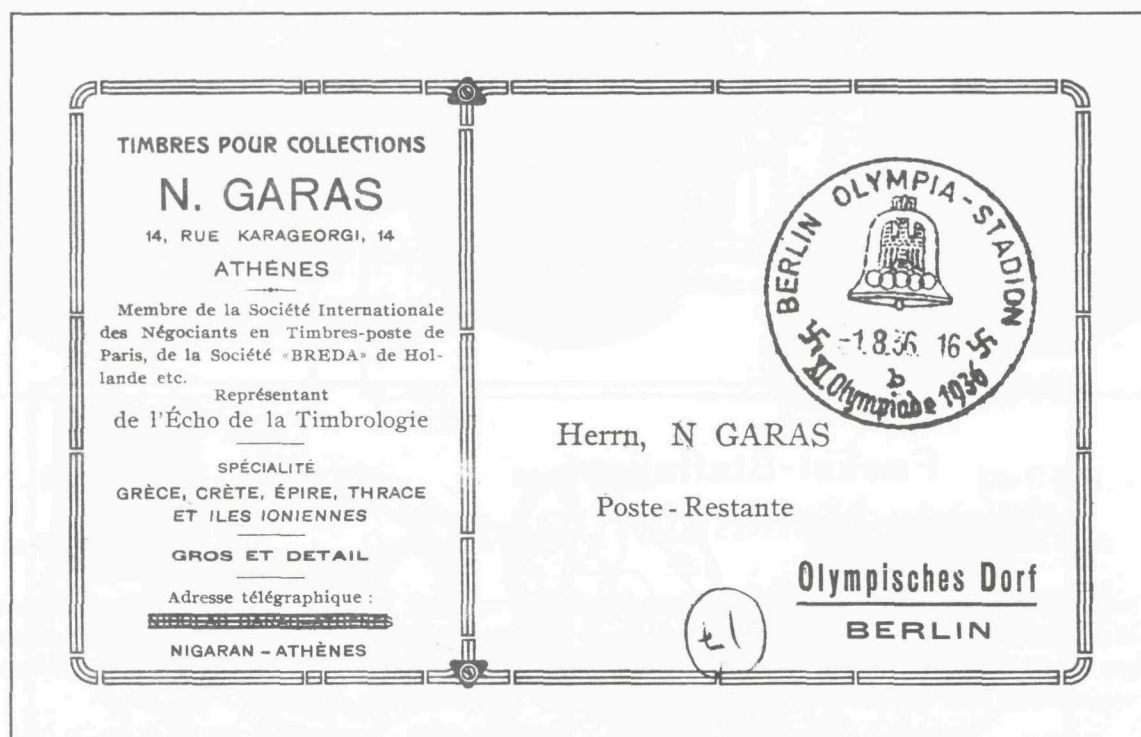 TIMBRES POUR COLLECTIONS
N. GARAS
14, RUE KARAGEORGI, 14
ATHÈNES
Membre de la Société Internationale
des Négociants en Timbres-poste de
Paris, de la Société «BREDA» de Hol-
lande etc.
Représentant
de l'Écho de la Timbrologie
SPÉCIALITÉ
GRÈCE, CRÈTE, ÉPIRE, THRACE
ET ILES IONIENNES
GROS ET DETAIL
Adresse télégraphique :
NIGARAN - ATHÈNES
BERLIN OLYMPIA-STADION
-1.8.36 16
b
XI. Olympiade 1936
Herrn, N GARAS
Poste - Restante
Olympisches Dorf
BERLIN